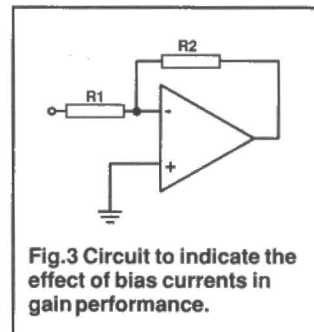 R2
R1
-
+
Fig.3 Circuit to indicate the
effect of bias currents in
gain performance.